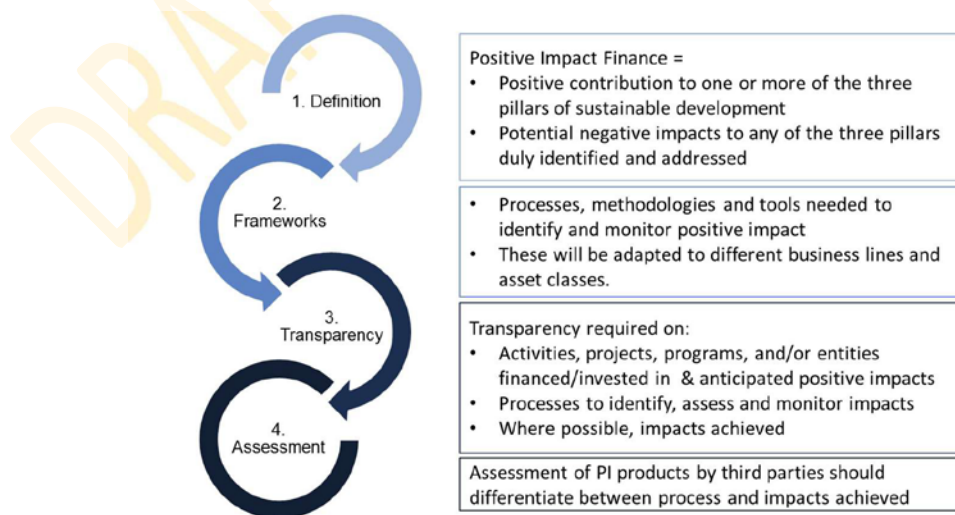 DRA
1. Definition
Positive Impact Finance =
• Positive contribution to one or more of the three
pillars of sustainable development
• Potential negative impacts to any of the three pillars
duly identified and addressed
2.
Frameworks
• Processes, methodologies and tools needed to
identify and monitor positive impact
• These will be adapted to different business lines and
asset classes.
3.
Transparency
Transparency required on:
• Activities, projects, programs, and/or entities
financed/invested in & anticipated positive impacts
• Processes to identify, assess and monitor impacts
• Where possible, impacts achieved
4.
Assessment
Assessment of PI products by third parties should
differentiate between process and impacts achieved